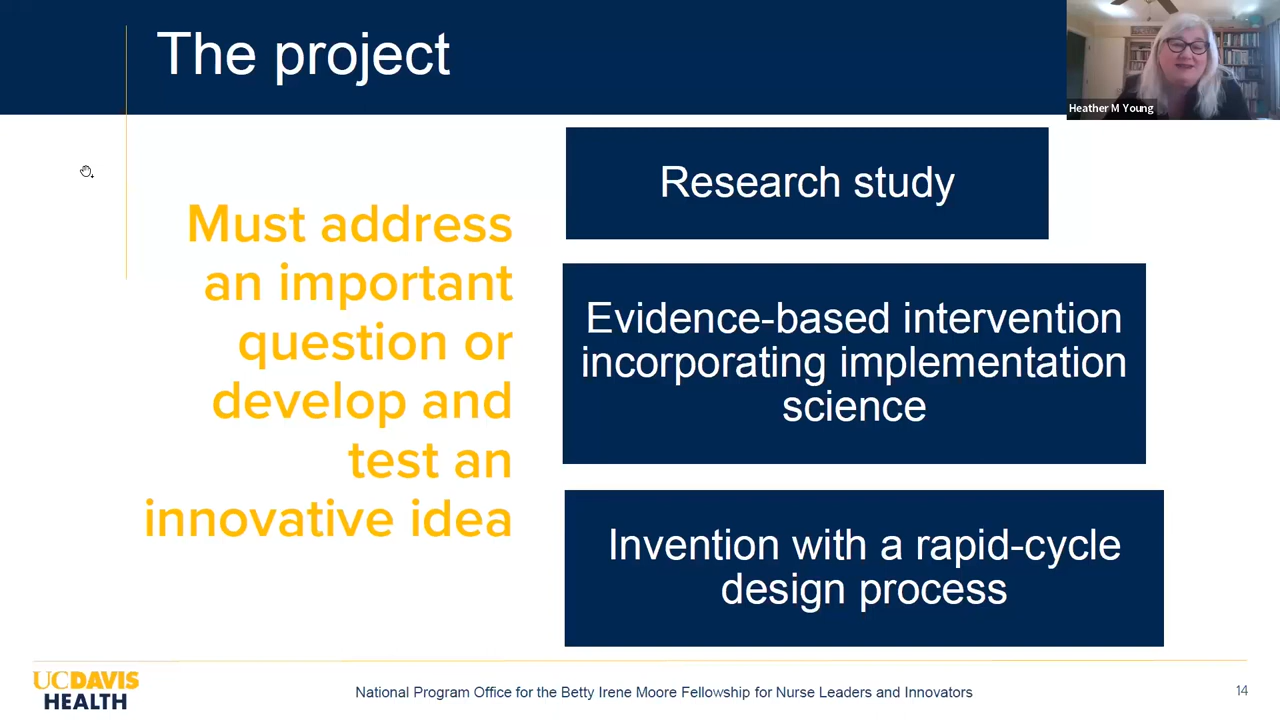 The project
Heather M Young
Must address
an important
question or
develop and
test an
innovative idea
Research study
Evidence-based intervention
incorporating implementation
science
Invention with a rapid-cycle
design process
UCDAVIS
HEALTH
National Program Office for the Betty Irene Moore Fellowship for Nurse Leaders and Innovators
14